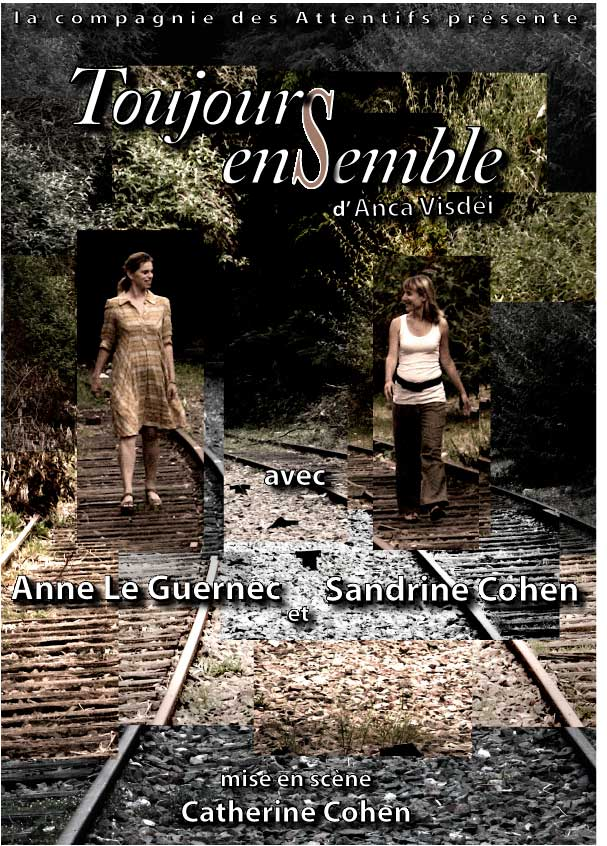 la compagnie des Attentifs présente
Toujours
enSemble
d'Anca Visdei
avec
Anne Le Guernec
et
Sandrine Cohen
mise en scène
Catherine Cohen